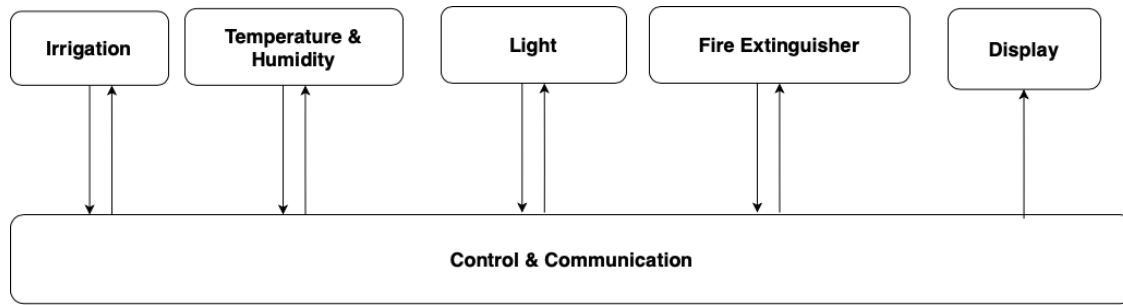 Irrigation
Temperature &
Humidity
Light
Fire Extinguisher
Display
Control & Communication